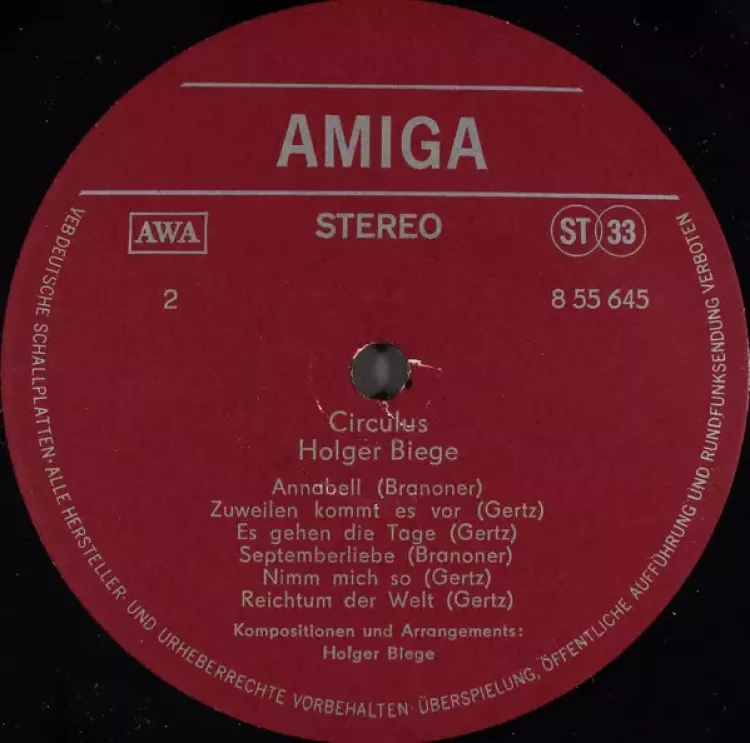 AMIGA
AWA
STEREO
ST 33
2
8 55 645
Circulus
Holger Biege
Annabell (Branoner)
Zuweilen kommt es vor (Gertz)
Es gehen die Tage (Gertz)
Septemberliebe (Branoner)
Nimm mich so (Gertz)
Reichtum der Welt (Gertz)
Kompositionen und Arrangements:
Holger Biege
VEB DEUTSCHE SCHALLPLATTEN · ALLE HERSTELLER- UND URHEBERRECHTE VORBEHALTEN · ÜBERSPIELUNG, ÖFFENTLICHE AUFFÜHRUNG UND RUNDFUNKSENDUNG VERBOTEN